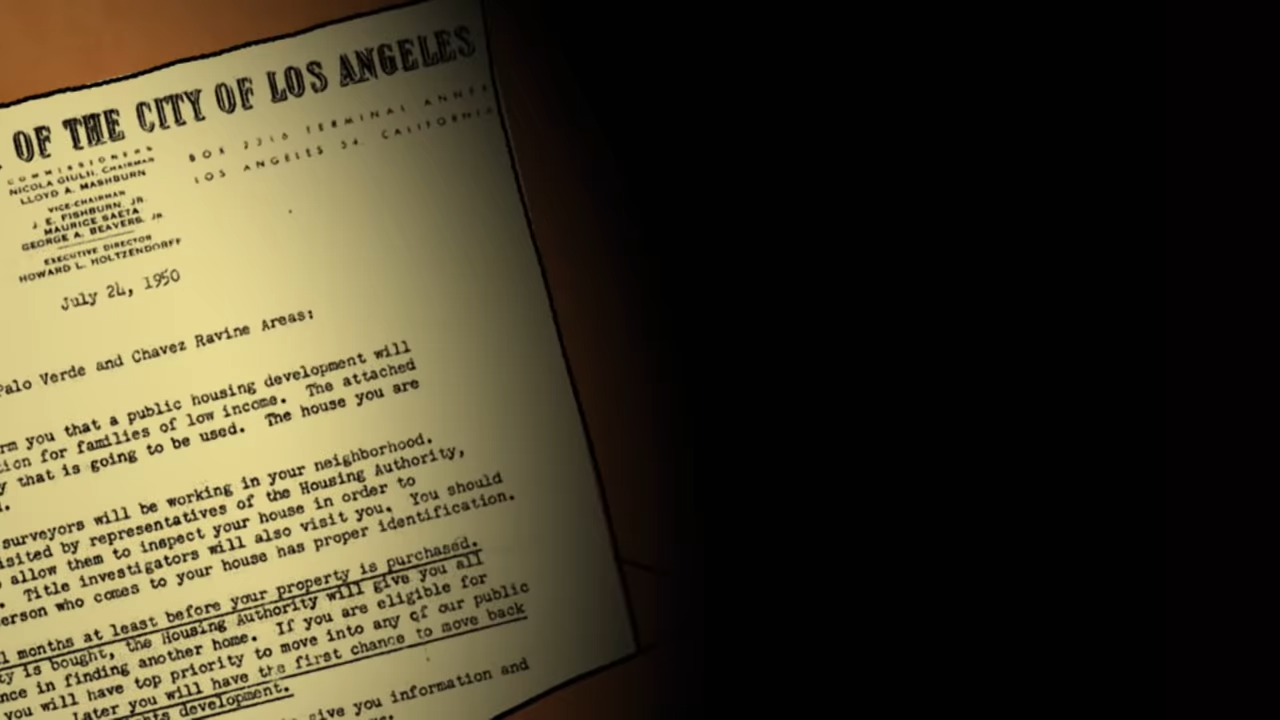 OF THE CITY OF LOS ANGELES
BOX 2216 TERMINAL ANNE
LOS ANGELES 54, CALIFORNIA
COMMISSIONERS
NICOLA GIULII, CHAIRMAN
LLOYD A. MASHBURN
VICE-CHAIRMAN
J. E. FISHBURN, JR.
MAURICE SAETA
GEORGE A. BEAVERS, JR
EXECUTIVE DIRECTOR
HOWARD L. HOLTZENDORFF
July 24, 1950
Palo Verde and Chavez Ravine Areas:
rm you that a public housing development will
tion for families of low income. The attached
y that is going to be used. The house you are
surveyors will be working in your neighborhood.
isited by representatives of the Housing Authority,
allow them to inspect your house in order to
. Title investigators will also visit you. You should
erson who comes to your house has proper identification.
l months at least before your property is purchased.
ty is bought, the Housing Authority will give you all
nce in finding another home. If you are eligible for
you will have top priority to move into any of our public
Later you will have the first chance to move back
hts development.
give you information and